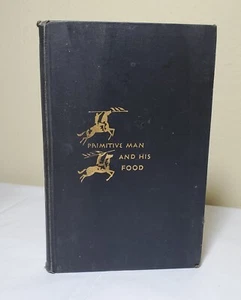 PRIMITIVE MAN
AND HIS
FOOD